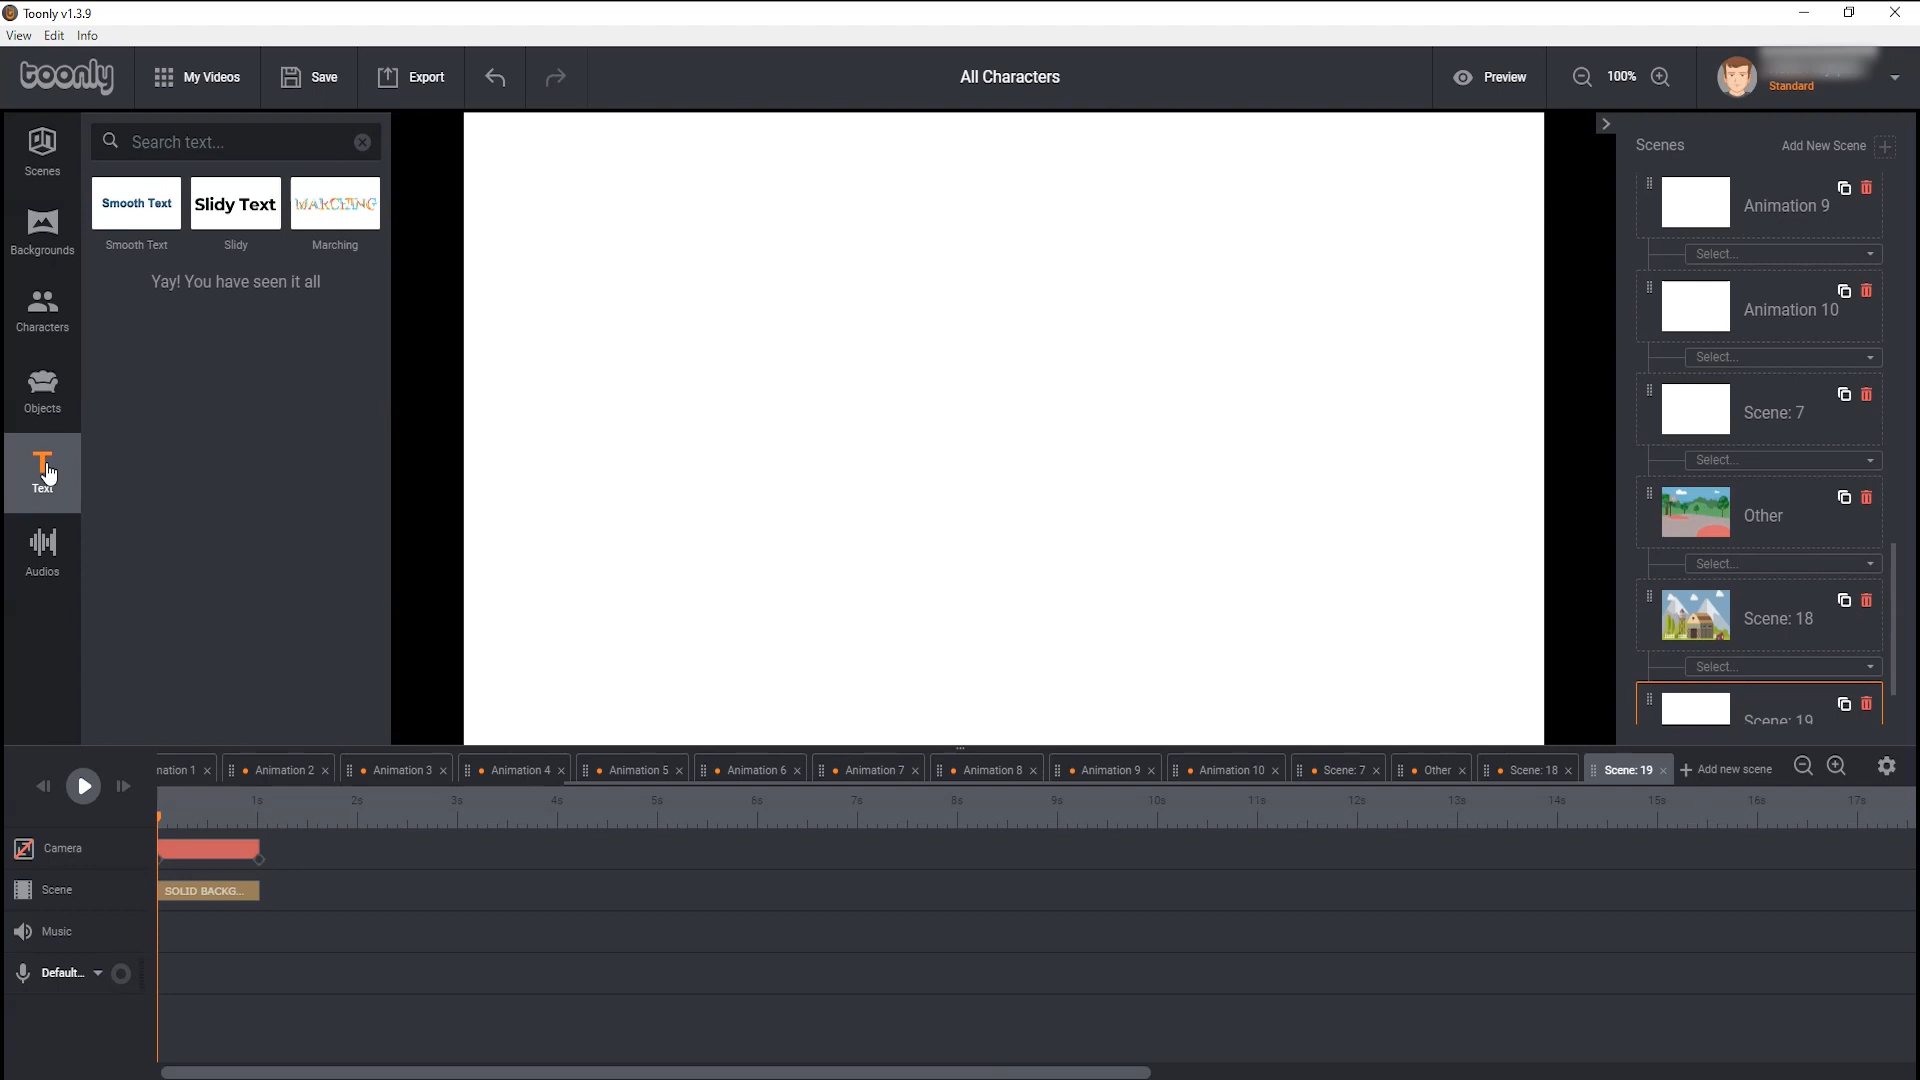 Toonly v1.3.9
View Edit Info
toonly My Videos Save Export All Characters Preview 100% Standard
Scenes
Backgrounds
Characters
Objects
Text
Audios
Search text...
Smooth Text Slidy Text MARCHING
Smooth Text Slidy Marching
Yay! You have seen it all
Scenes Add New Scene
Animation 9
Select...
Animation 10
Select...
Scene: 7
Select...
Other
Select...
Scene: 18
Select...
Scene: 19
nation 1 Animation 2 Animation 3 Animation 4 Animation 5 Animation 6 Animation 7 Animation 8 Animation 9 Animation 10 Scene: 7 Other Scene: 18 Scene: 19 Add new scene
1s 2s 3s 4s 5s 6s 7s 8s 9s 10s 11s 12s 13s 14s 15s 16s 17s
Camera
Scene SOLID BACKG...
Music
Default...